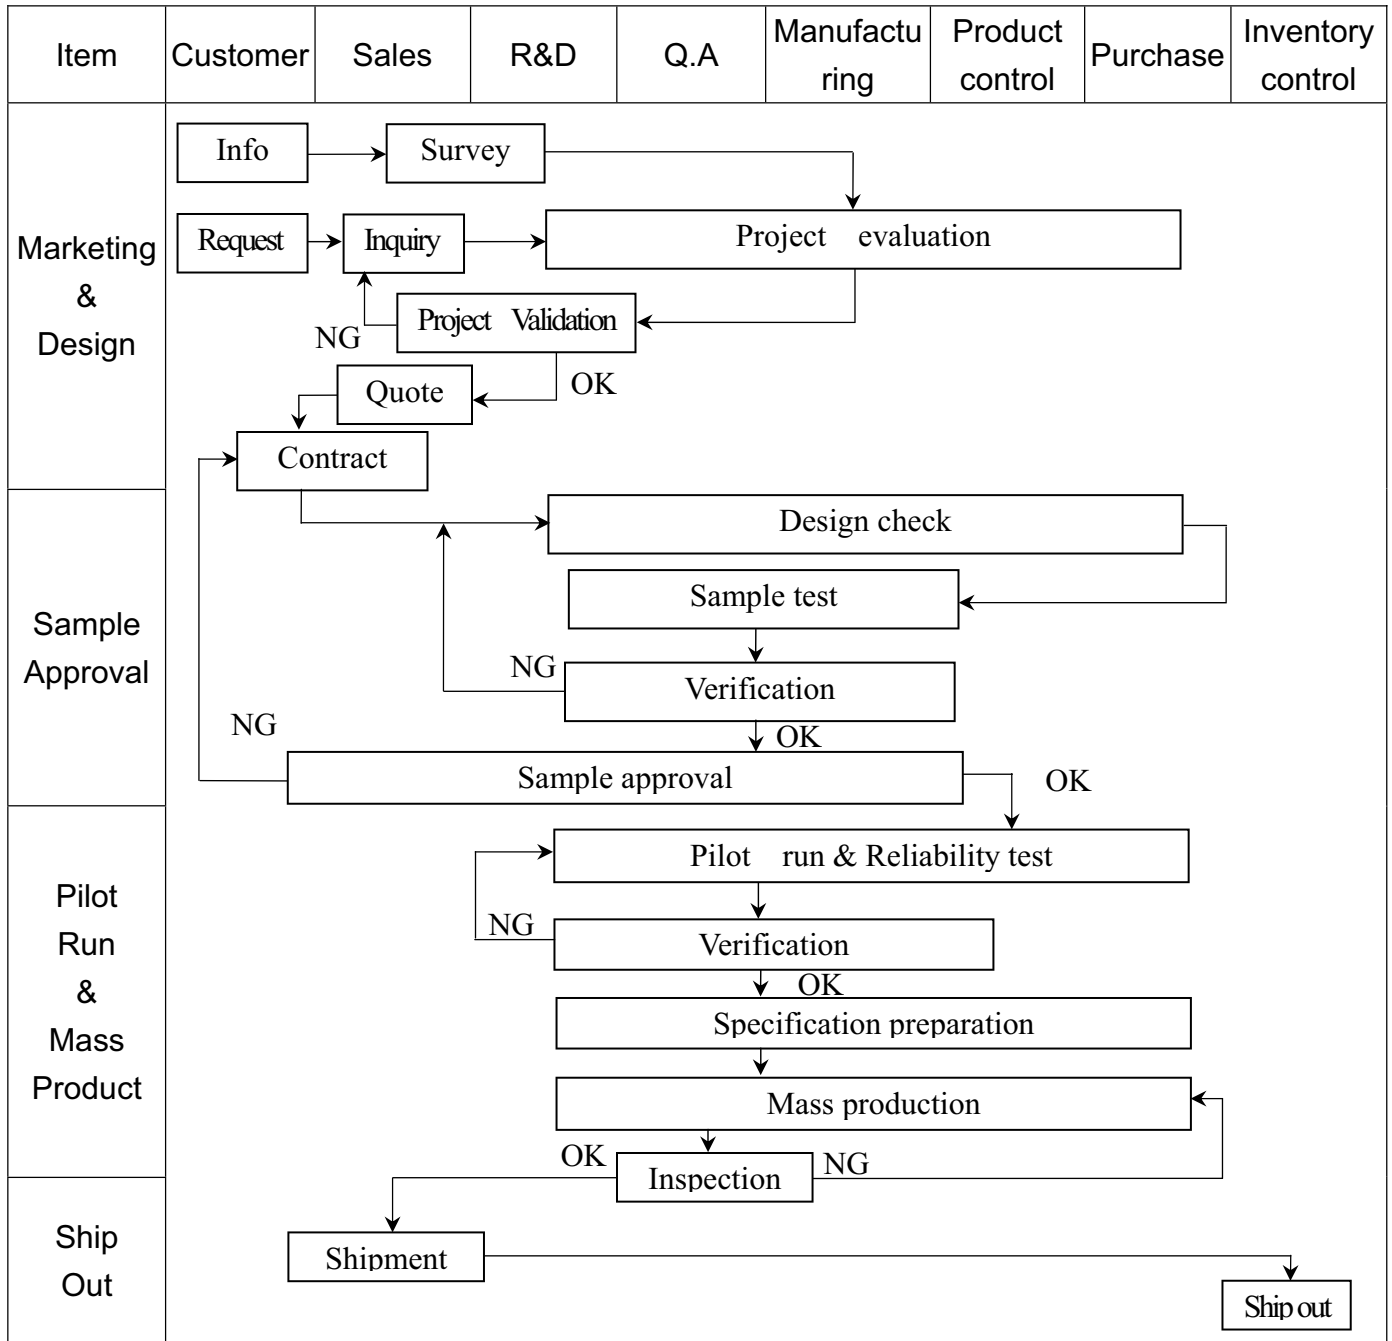 Item
Customer
Sales
R&D
Q.A
Manufactu
ring
Product
control
Purchase
Inventory
control
Marketing
&
Design
Info
Survey
Request
Inquiry
Project evaluation
Project Validation
NG
OK
Quote
Contract
Sample
Approval
Design check
Sample test
NG
Verification
NG
OK
Sample approval
OK
Pilot
Run
&
Mass
Product
Pilot run & Reliability test
NG
Verification
OK
Specification preparation
Mass production
OK
Inspection
NG
Ship
Out
Shipment
Ship out